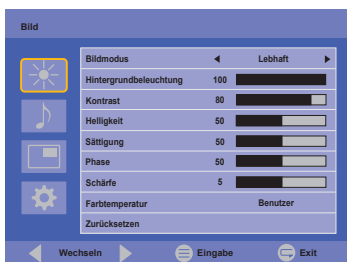 Bild
Bildmodus Lebhaft
Hintergrundbeleuchtung 100
Kontrast 80
Helligkeit 50
Sättigung 50
Phase 50
Schärfe 5
Farbtemperatur Benutzer
Zurücksetzen
Wechseln Eingabe Exit